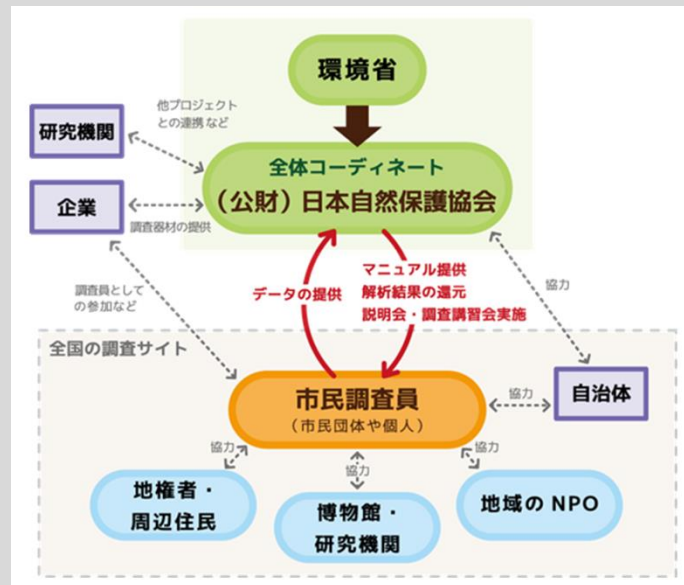 環境省
他プロジェクト
との連携など
研究機関
全体コーディネート
（公財）日本自然保護協会
企業
調査器材の提供
調査員として
の参加など
データの提供
マニュアル提供
解析結果の還元
説明会・調査講習会実施
協力
全国の調査サイト
市民調査員
（市民団体や個人）
協力
自治体
協力
協力
協力
地権者・
周辺住民
博物館・
研究機関
地域のNPO